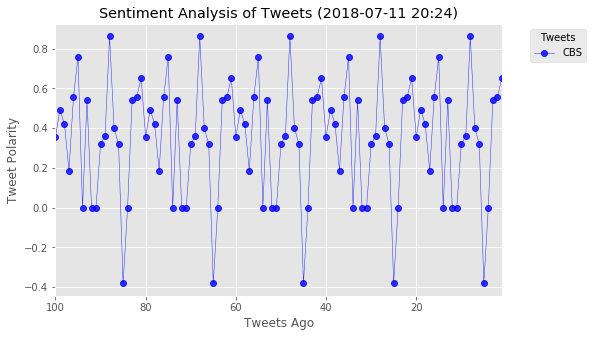 Sentiment Analysis of Tweets (2018-07-11 20:24)
Tweets
CBS
Tweet Polarity
0.8
0.6
0.4
0.2
0.0
−0.2
−0.4
100 80 60 40 20
Tweets Ago